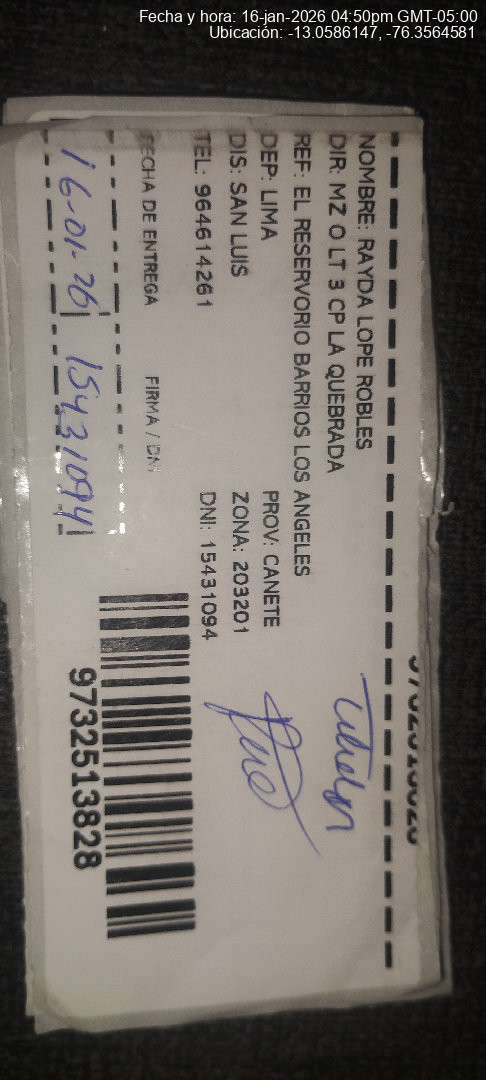 Fecha y hora: 16-jan-2026 04:50pm GMT-05:00
Ubicación: -13.0586147, -76.3564581
NOMBRE: RAYDA LOPE ROBLES
DIR: MZ O LT 3 CP LA QUEBRADA
REF: EL RESERVORIO BARRIOS LOS ANGELES
DEP: LIMA PROV: CANETE
DIS: SAN LUIS ZONA: 203201
TEL: 964614261 DNI: 15431094
FECHA DE ENTREGA FIRMA / DNI
16-01-26 15431094
9732513828